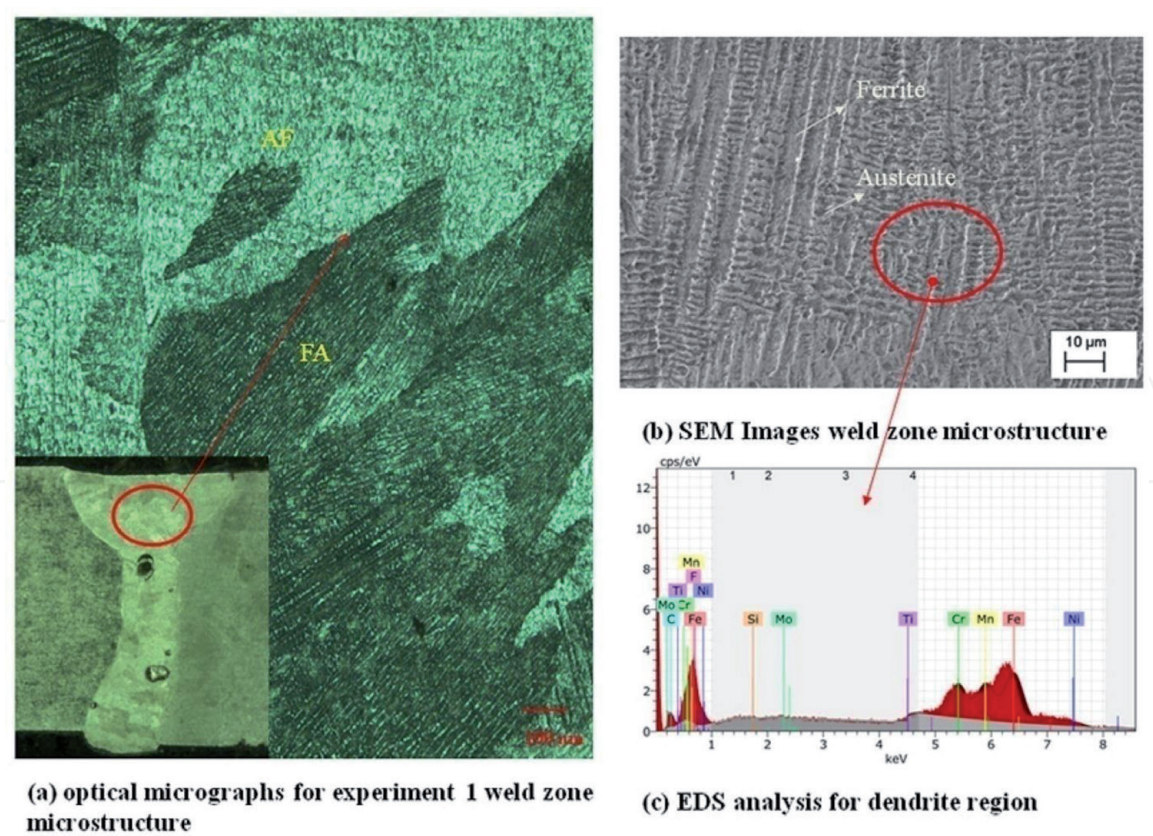 AF
FA
(a) optical micrographs for experiment 1 weld zone
microstructure
Ferrite
Austenite
10 µm
(b) SEM Images weld zone microstructure
cps/eV
1 2 3 4
12
10
8
6
4
2
0
Mn
F
Ti Ni
Mo Cr
C Fe Si Mo Ti Cr Mn Fe Ni
1 2 3 4 5 6 7 8
keV
(c) EDS analysis for dendrite region